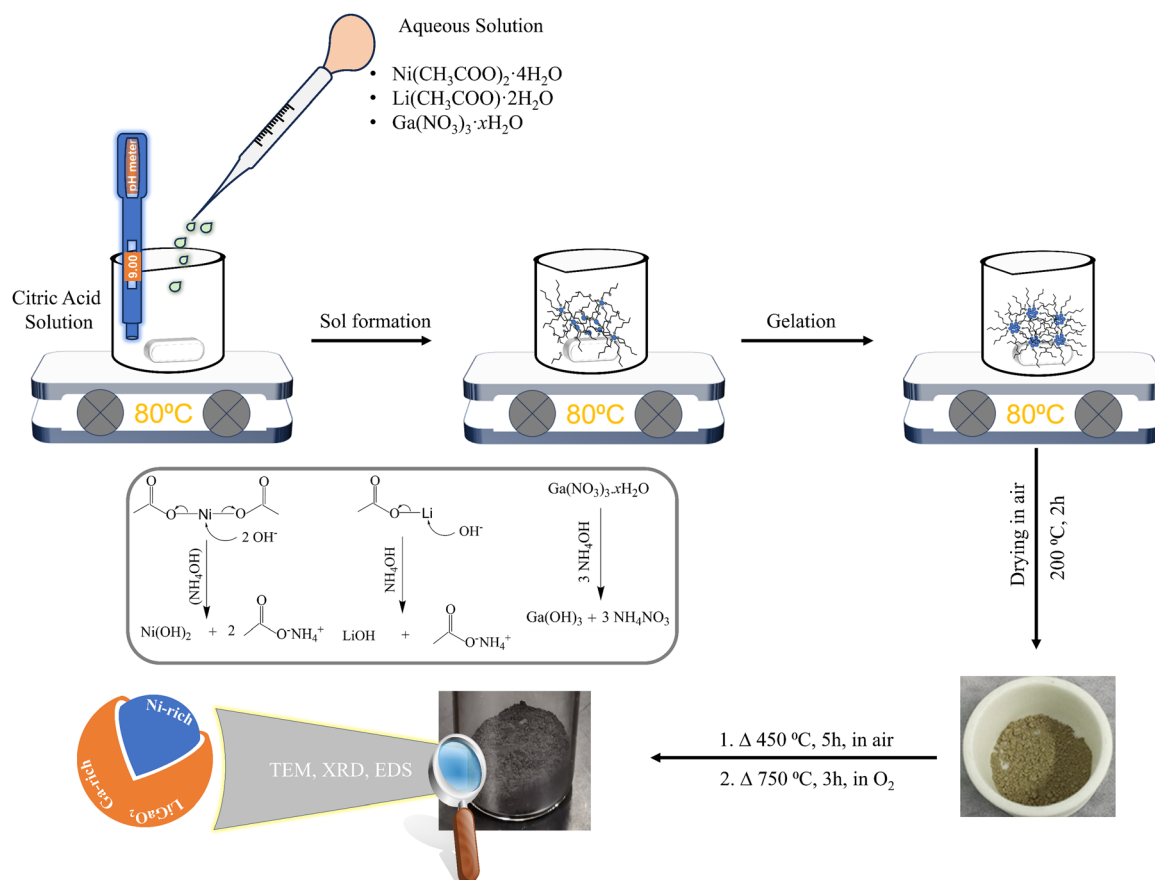 Aqueous Solution
• Ni(CH₃COO)₂·4H₂O
• Li(CH₃COO)·2H₂O
• Ga(NO₃)₃·xH₂O
pH meter
9.00
Citric Acid
Solution
Sol formation
Gelation
80ºC
80ºC
80ºC
O
O
O
Ni
O
2 OH⁻
(NH₄OH)
Ni(OH)₂ + 2
O
O⁻NH₄⁺
O
O
Li
OH⁻
NH₄OH
LiOH +
O
O⁻NH₄⁺
Ga(NO₃)₃.xH₂O
3 NH₄OH
Ga(OH)₃ + 3 NH₄NO₃
Drying in air
200 ºC, 2h
1. Δ 450 ºC, 5h, in air
2. Δ 750 ºC, 3h, in O₂
TEM, XRD, EDS
Ni-rich
Ga-rich
LiGaO₂